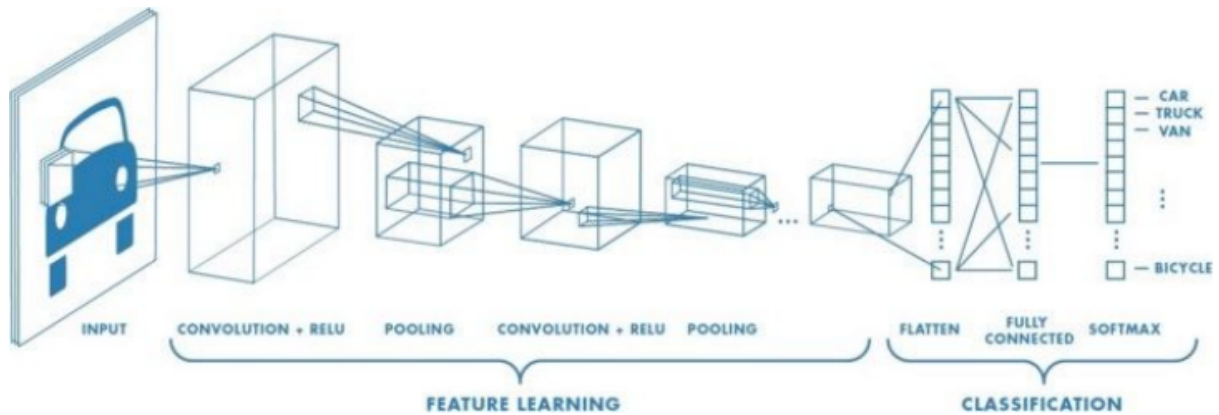 CAR
TRUCK
VAN
BICYCLE
INPUT
CONVOLUTION + RELU
POOLING
CONVOLUTION + RELU
POOLING
FLATTEN
FULLY
CONNECTED
SOFTMAX
FEATURE LEARNING
CLASSIFICATION